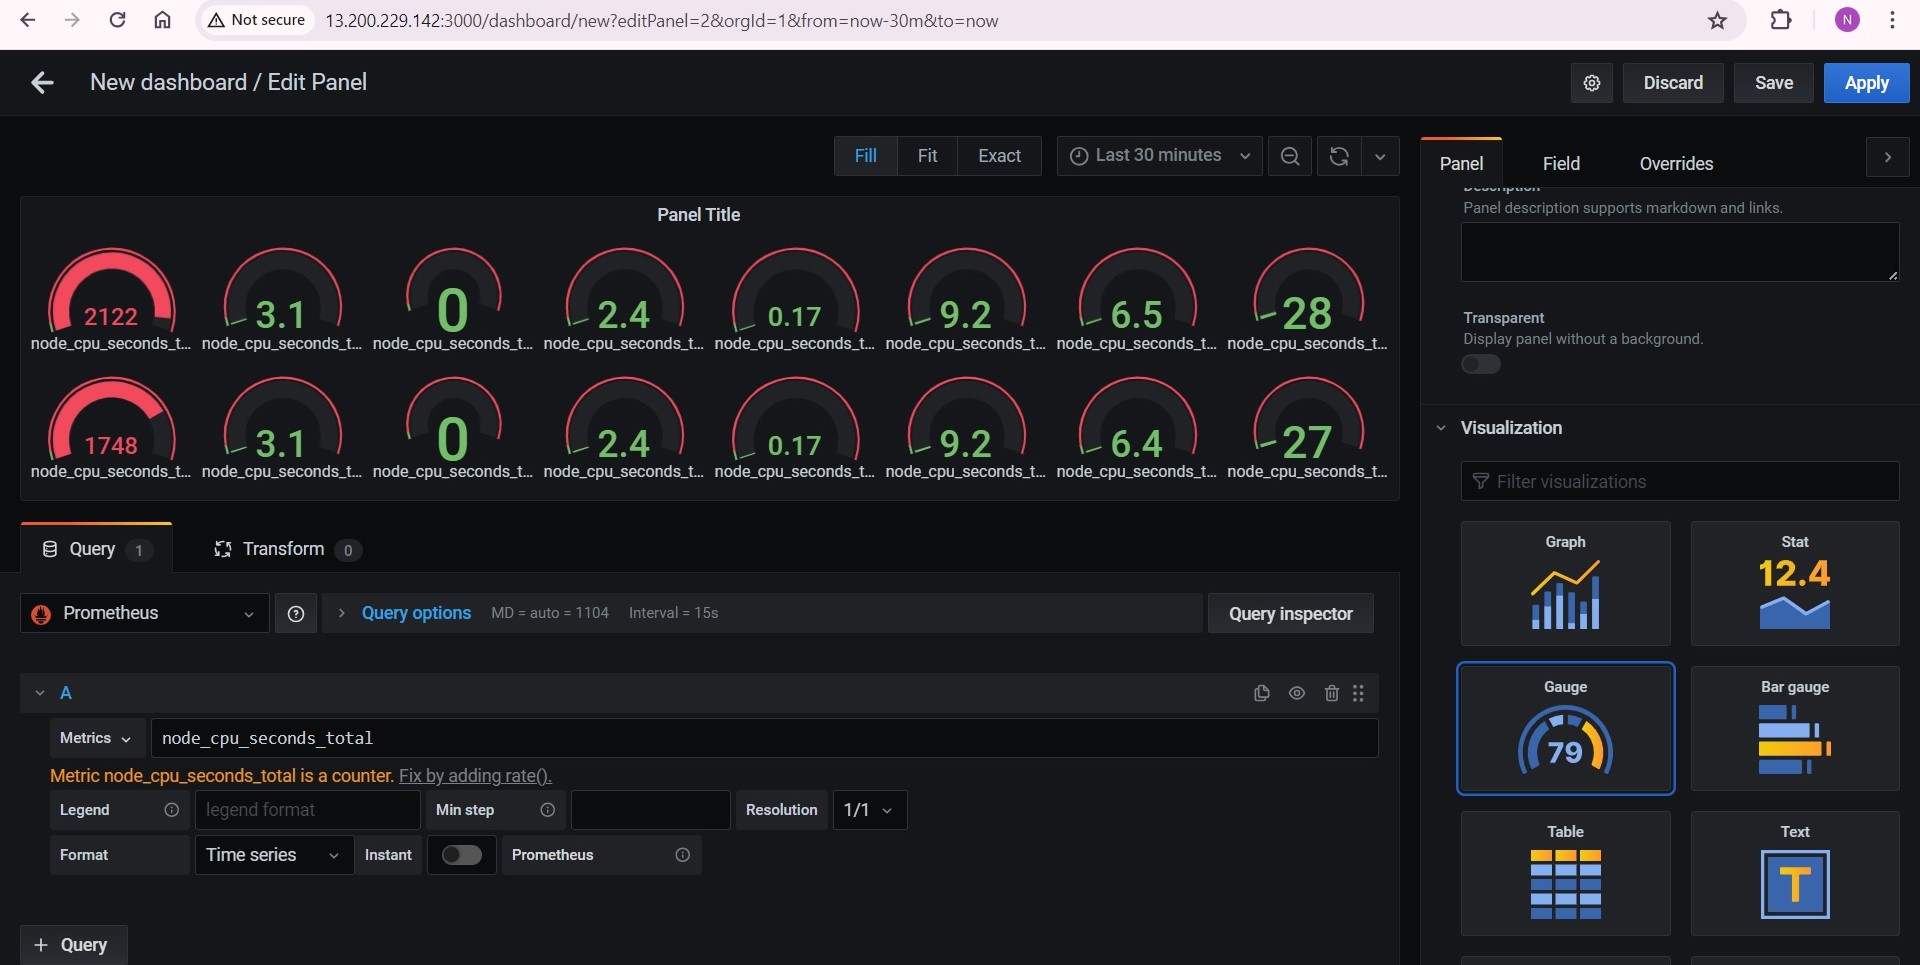 Not secure 13.200.229.142:3000/dashboard/new?editPanel=2&orgId=1&from=now-30m&to=now N
New dashboard / Edit Panel Discard Save Apply
Fill Fit Exact Last 30 minutes
Panel Title
2122 3.1 0 2.4 0.17 9.2 6.5 28
node_cpu_seconds_t... node_cpu_seconds_t... node_cpu_seconds_t... node_cpu_seconds_t... node_cpu_seconds_t... node_cpu_seconds_t... node_cpu_seconds_t... node_cpu_seconds_t...
1748 3.1 0 2.4 0.17 9.2 6.4 27
node_cpu_seconds_t... node_cpu_seconds_t... node_cpu_seconds_t... node_cpu_seconds_t... node_cpu_seconds_t... node_cpu_seconds_t... node_cpu_seconds_t... node_cpu_seconds_t...
Query 1 Transform 0
Prometheus Query options MD = auto = 1104 Interval = 15s Query inspector
A
Metrics node_cpu_seconds_total
Metric node_cpu_seconds_total is a counter. Fix by adding rate().
Legend legend format Min step Resolution 1/1
Format Time series Instant Prometheus
+ Query
Panel Field Overrides
Description
Panel description supports markdown and links.
Transparent
Display panel without a background.
Visualization
Filter visualizations
Graph Stat
12.4
Gauge Bar gauge
79
Table Text
T